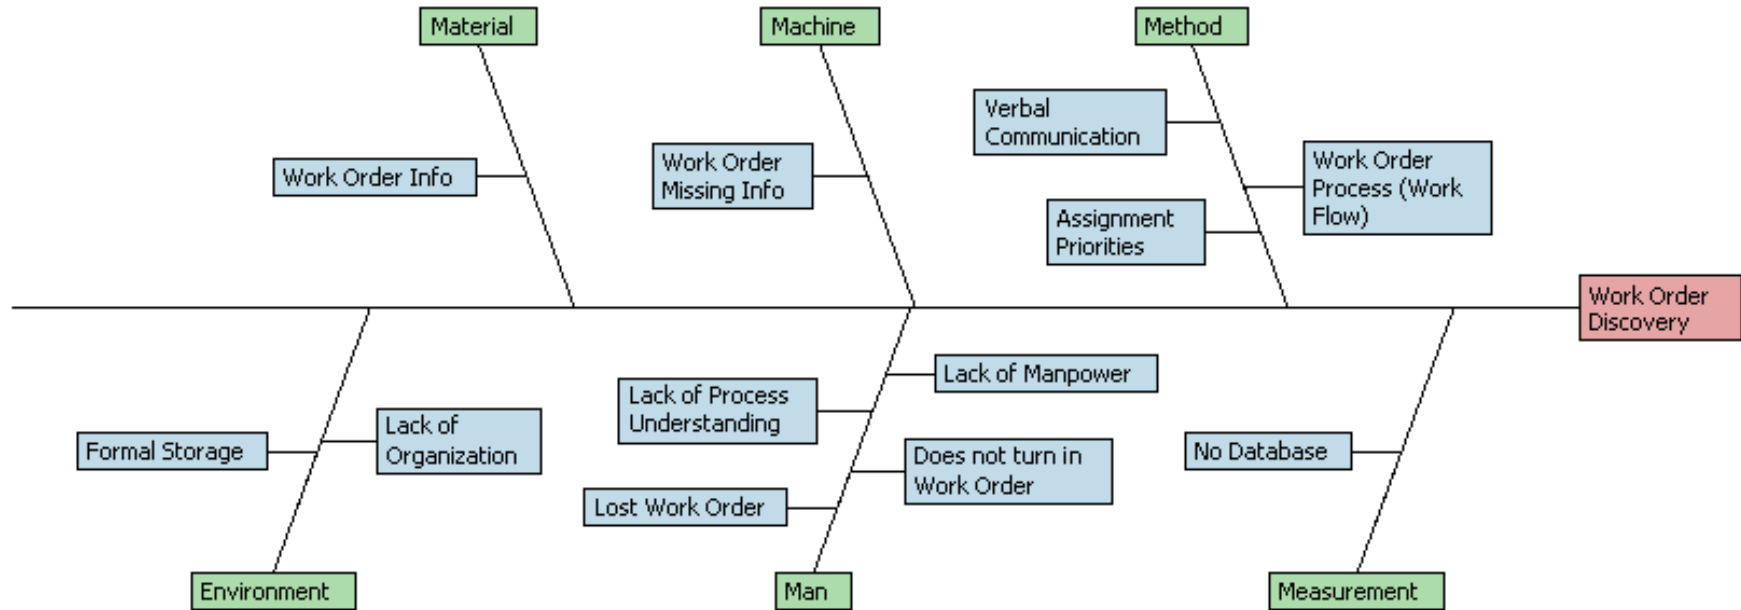 Material
Machine
Method
Verbal
Communication
Work Order Info
Work Order
Missing Info
Work Order
Process (Work
Flow)
Assignment
Priorities
Work Order
Discovery
Lack of Manpower
Lack of Process
Understanding
Formal Storage
Lack of
Organization
Does not turn in
Work Order
No Database
Lost Work Order
Environment
Man
Measurement